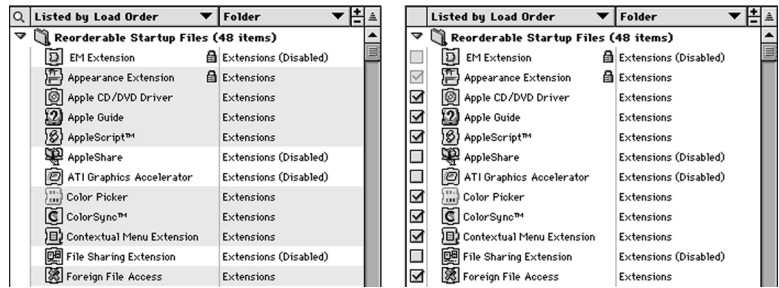 Listed by Load Order Folder
Reorderable Startup Files (48 items)
EM Extension Extensions (Disabled)
Appearance Extension Extensions
Apple CD/DVD Driver Extensions
Apple Guide Extensions
AppleScript™ Extensions
AppleShare Extensions (Disabled)
ATI Graphics Accelerator Extensions (Disabled)
Color Picker Extensions
ColorSync™ Extensions
Contextual Menu Extension Extensions
File Sharing Extension Extensions (Disabled)
Foreign File Access Extensions
Listed by Load Order Folder
Reorderable Startup Files (48 items)
EM Extension Extensions (Disabled)
Appearance Extension Extensions
Apple CD/DVD Driver Extensions
Apple Guide Extensions
AppleScript™ Extensions
AppleShare Extensions (Disabled)
ATI Graphics Accelerator Extensions (Disabled)
Color Picker Extensions
ColorSync™ Extensions
Contextual Menu Extension Extensions
File Sharing Extension Extensions (Disabled)
Foreign File Access Extensions